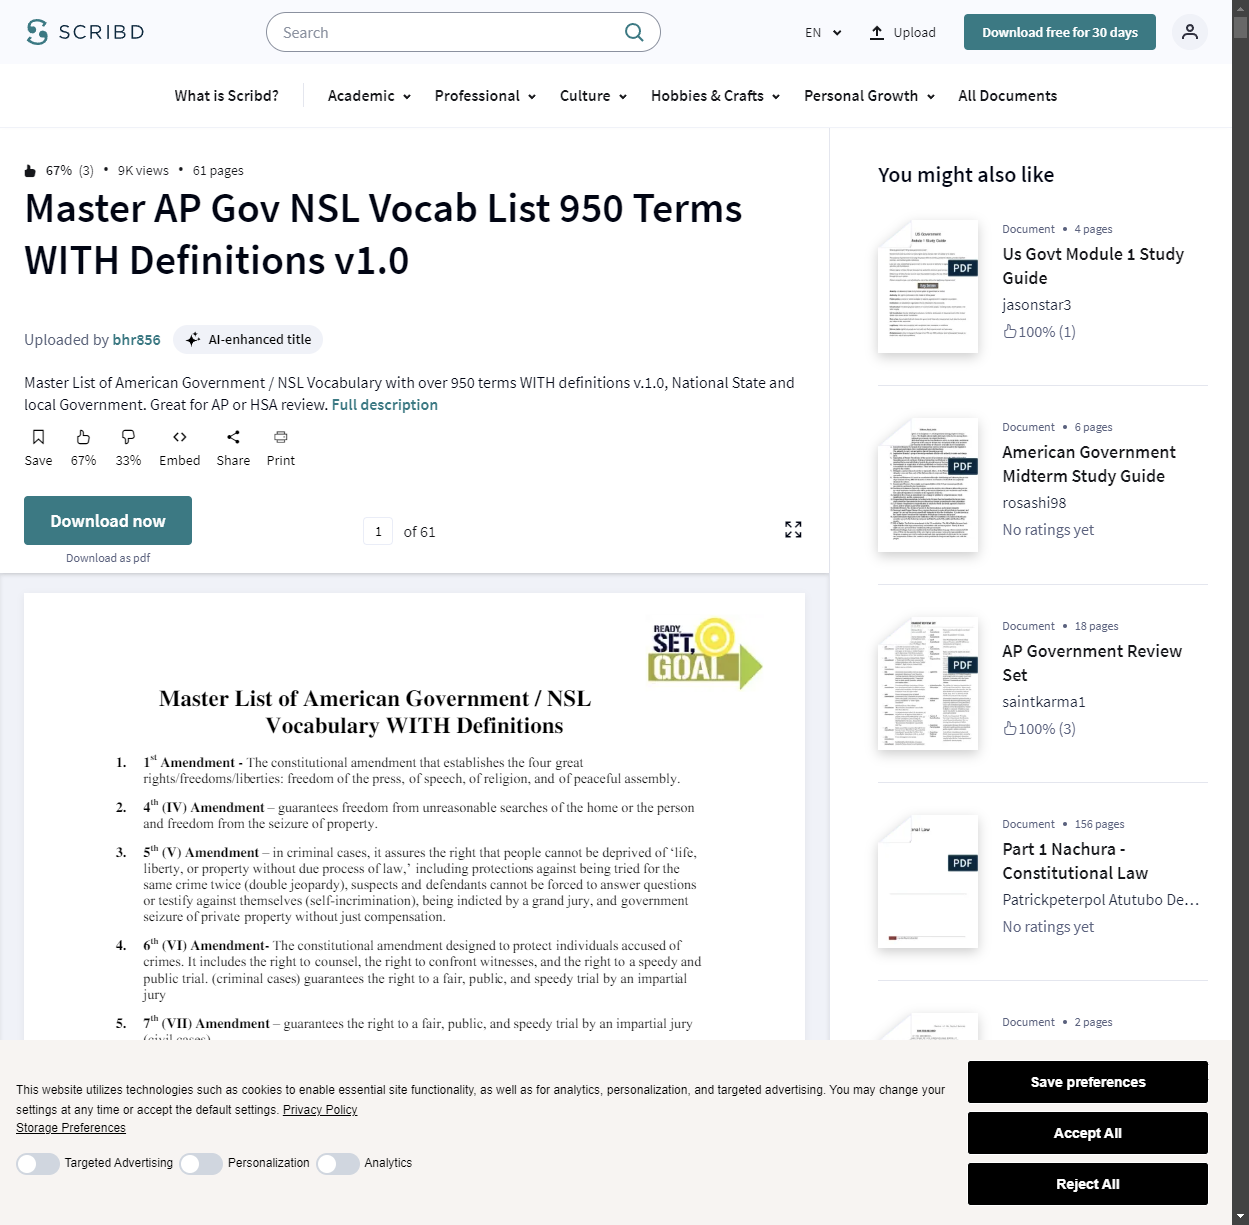 SCRIBD
Search
EN
Upload
Download free for 30 days
What is Scribd?
Academic
Professional
Culture
Hobbies & Crafts
Personal Growth
All Documents
67% (3) • 9K views • 61 pages
Master AP Gov NSL Vocab List 950 Terms
WITH Definitions v1.0
Uploaded by bhr856
AI-enhanced title
Master List of American Government / NSL Vocabulary with over 950 terms WITH definitions v.1.0, National State and
local Government. Great for AP or HSA review. Full description
Save
67%
33%
Embed
Share
Print
Download now
Download as pdf
1 of 61
READY,
SET,
GOAL
Master List of American Government / NSL
Vocabulary WITH Definitions
1. 1st Amendment - The constitutional amendment that establishes the four great
rights/freedoms/liberties: freedom of the press, of speech, of religion, and of peaceful assembly.
2. 4th (IV) Amendment – guarantees freedom from unreasonable searches of the home or the person
and freedom from the seizure of property.
3. 5th (V) Amendment – in criminal cases, it assures the right that people cannot be deprived of ‘life,
liberty, or property without due process of law,’ including protections against being tried for the
same crime twice (double jeopardy), suspects and defendants cannot be forced to answer questions
or testify against themselves (self-incrimination), being indicted by a grand jury, and government
seizure of private property without just compensation.
4. 6th (VI) Amendment- The constitutional amendment designed to protect individuals accused of
crimes. It includes the right to counsel, the right to confront witnesses, and the right to a speedy and
public trial. (criminal cases) guarantees the right to a fair, public, and speedy trial by an impartial
jury
5. 7th (VII) Amendment – guarantees the right to a fair, public, and speedy trial by an impartial jury
(civil cases)
You might also like
PDF
Document • 4 pages
Us Govt Module 1 Study
Guide
jasonstar3
100% (1)
PDF
Document • 6 pages
American Government
Midterm Study Guide
rosashi98
No ratings yet
PDF
Document • 18 pages
AP Government Review
Set
saintkarma1
100% (3)
PDF
Document • 156 pages
Part 1 Nachura -
Constitutional Law
Patrickpeterpol Atutubo De…
No ratings yet
Document • 2 pages
This website utilizes technologies such as cookies to enable essential site functionality, as well as for analytics, personalization, and targeted advertising. You may change your
settings at any time or accept the default settings. Privacy Policy
Storage Preferences
Targeted Advertising
Personalization
Analytics
Save preferences
Accept All
Reject All